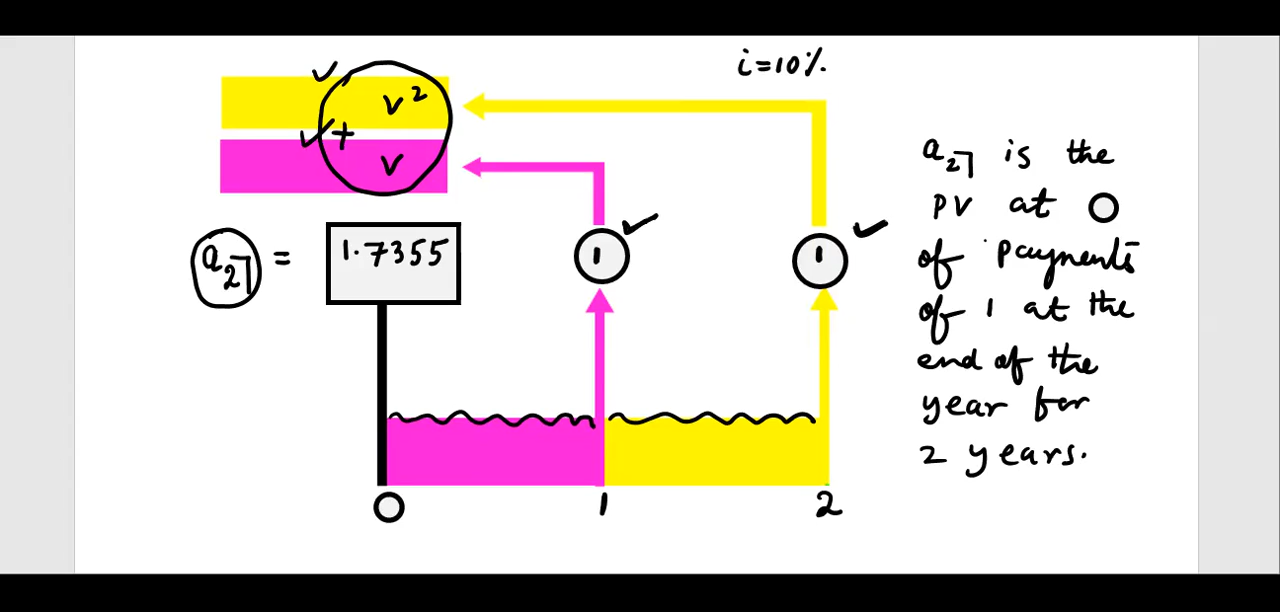 i=10%
v²
+
v
a₂⅂ =
1.7355
1
1
0
1
2
a₂⅂ is the
PV at 0
of payments
of 1 at the
end of the
year for
2 years.